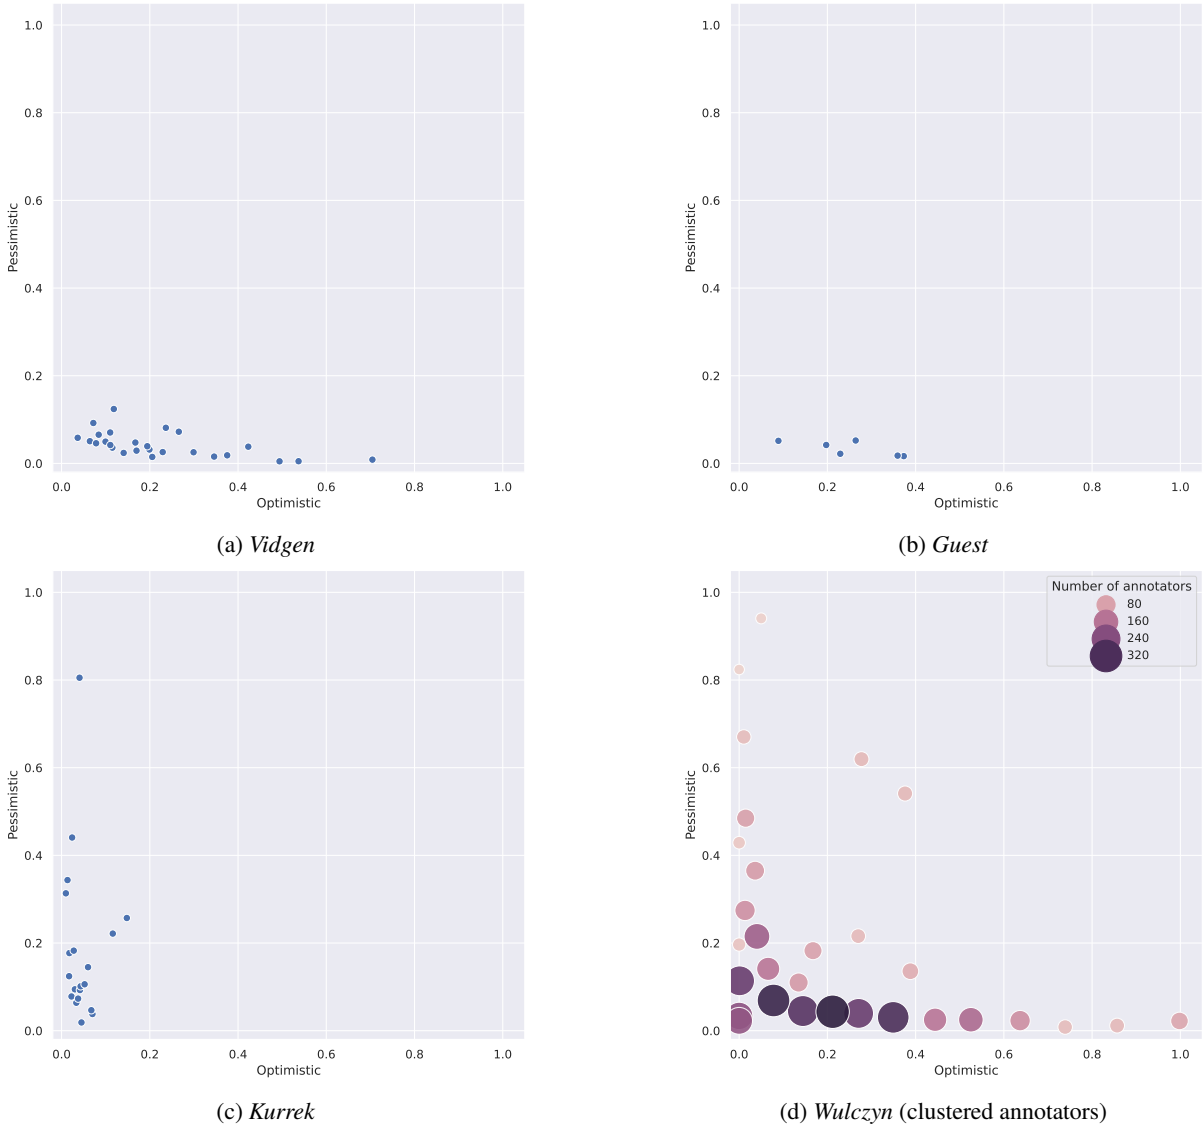 1.0
0.8
0.6
0.4
0.2
0.0
Pessimistic
0.0 0.2 0.4 0.6 0.8 1.0
Optimistic
(a) Vidgen
1.0
0.8
0.6
0.4
0.2
0.0
Pessimistic
0.0 0.2 0.4 0.6 0.8 1.0
Optimistic
(b) Guest
1.0
0.8
0.6
0.4
0.2
0.0
Pessimistic
0.0 0.2 0.4 0.6 0.8 1.0
Optimistic
(c) Kurrek
Number of annotators
80
160
240
320
1.0
0.8
0.6
0.4
0.2
0.0
Pessimistic
0.0 0.2 0.4 0.6 0.8 1.0
Optimistic
(d) Wulczyn (clustered annotators)